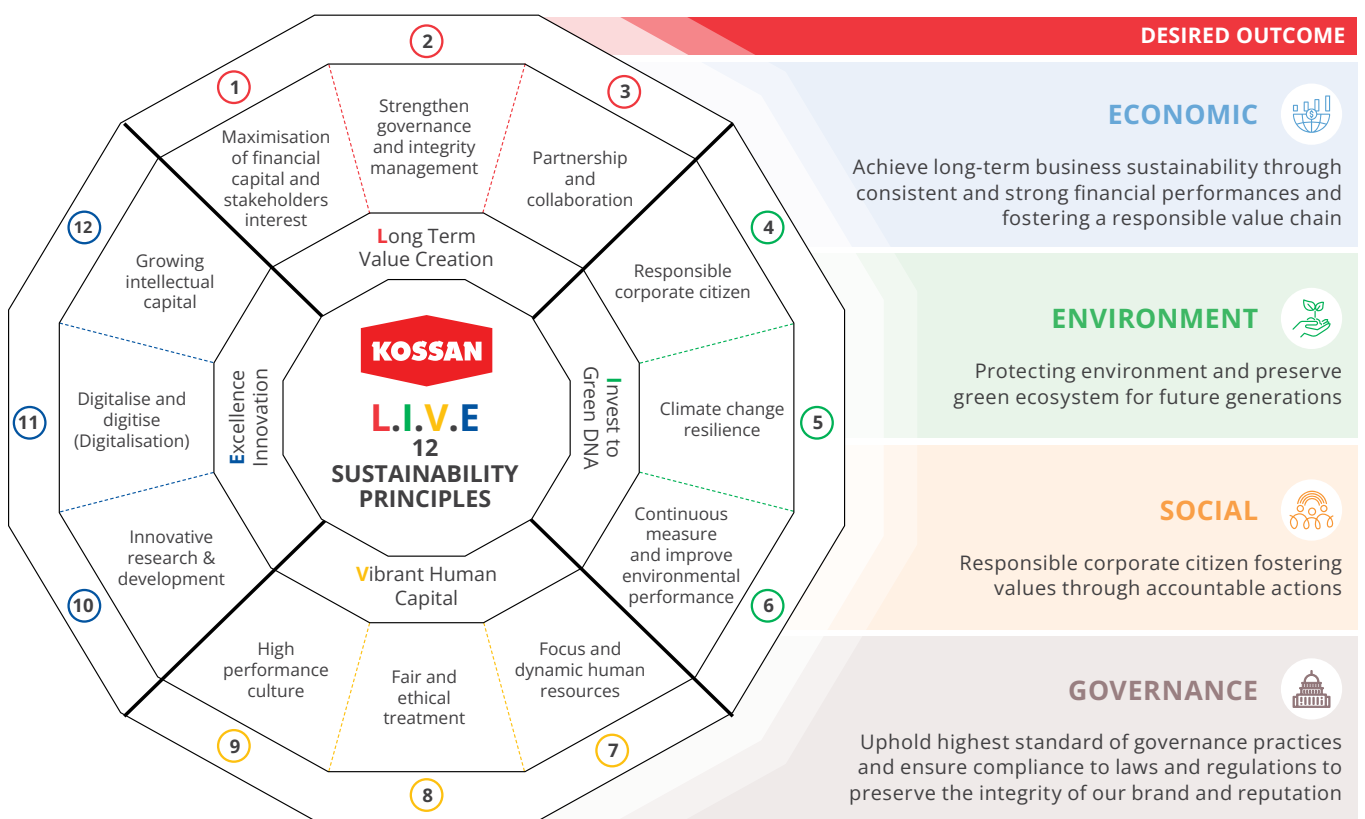 DESIRED OUTCOME
1
Maximisation
of financial
capital and
stakeholders
interest
2
Strengthen
governance
and integrity
management
3
Partnership
and
collaboration
Long Term
Value Creation
4
Responsible
corporate citizen
5
Climate change
resilience
6
Continuous
measure
and improve
environmental
performance
Invest to
Green DNA
7
Focus and
dynamic human
resources
8
Fair and
ethical
treatment
9
High
performance
culture
Vibrant Human
Capital
10
Innovative
research &
development
11
Digitalise and
digitise
(Digitalisation)
12
Growing
intellectual
capital
Excellence
Innovation
KOSSAN
L.I.V.E
12
SUSTAINABILITY
PRINCIPLES
ECONOMIC
Achieve long-term business sustainability through
consistent and strong financial performances and
fostering a responsible value chain
ENVIRONMENT
Protecting environment and preserve
green ecosystem for future generations
SOCIAL
Responsible corporate citizen fostering
values through accountable actions
GOVERNANCE
Uphold highest standard of governance practices
and ensure compliance to laws and regulations to
preserve the integrity of our brand and reputation